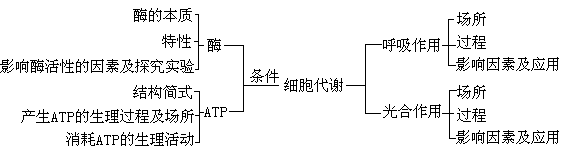 酶的本质
特性
影响酶活性的因素及探究实验
酶
结构简式
产生ATP的生理过程及场所
消耗ATP的生理活动
ATP
条件
细胞代谢
呼吸作用
场所
过程
影响因素及应用
光合作用
场所
过程
影响因素及应用